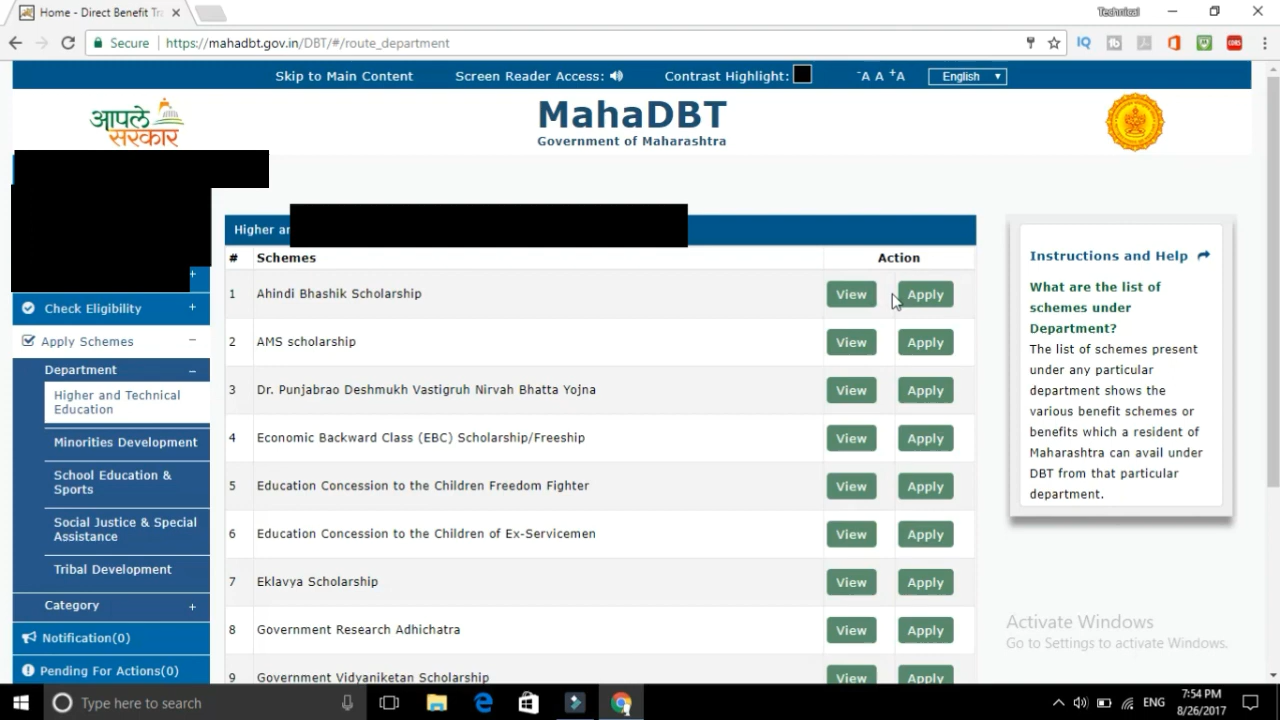 Home - Direct Benefit Tra
Technical
Secure
https://mahadbt.gov.in/DBT/#/route_department
Skip to Main Content
Screen Reader Access:
Contrast Highlight:
-A A +A
English
आपले
सरकार
MahaDBT
Government of Maharashtra
Higher an
# Schemes Action
1 Ahindi Bhashik Scholarship View Apply
2 AMS scholarship View Apply
3 Dr. Punjabrao Deshmukh Vastigruh Nirvah Bhatta Yojna View Apply
4 Economic Backward Class (EBC) Scholarship/Freeship View Apply
5 Education Concession to the Children Freedom Fighter View Apply
6 Education Concession to the Children of Ex-Servicemen View Apply
7 Eklavya Scholarship View Apply
8 Government Research Adhichatra View Apply
9 Government Vidyaniketan Scholarship View Apply
+
Check Eligibility +
Apply Schemes −
Department −
Higher and Technical
Education
Minorities Development
School Education &
Sports
Social Justice & Special
Assistance
Tribal Development
Category +
Notification(0)
Pending For Actions(0)
Instructions and Help
What are the list of
schemes under
Department?
The list of schemes present
under any particular
department shows the
various benefit schemes or
benefits which a resident of
Maharashtra can avail under
DBT from that particular
department.
Activate Windows
Go to Settings to activate Windows.
Type here to search
ENG
7:54 PM
8/26/2017